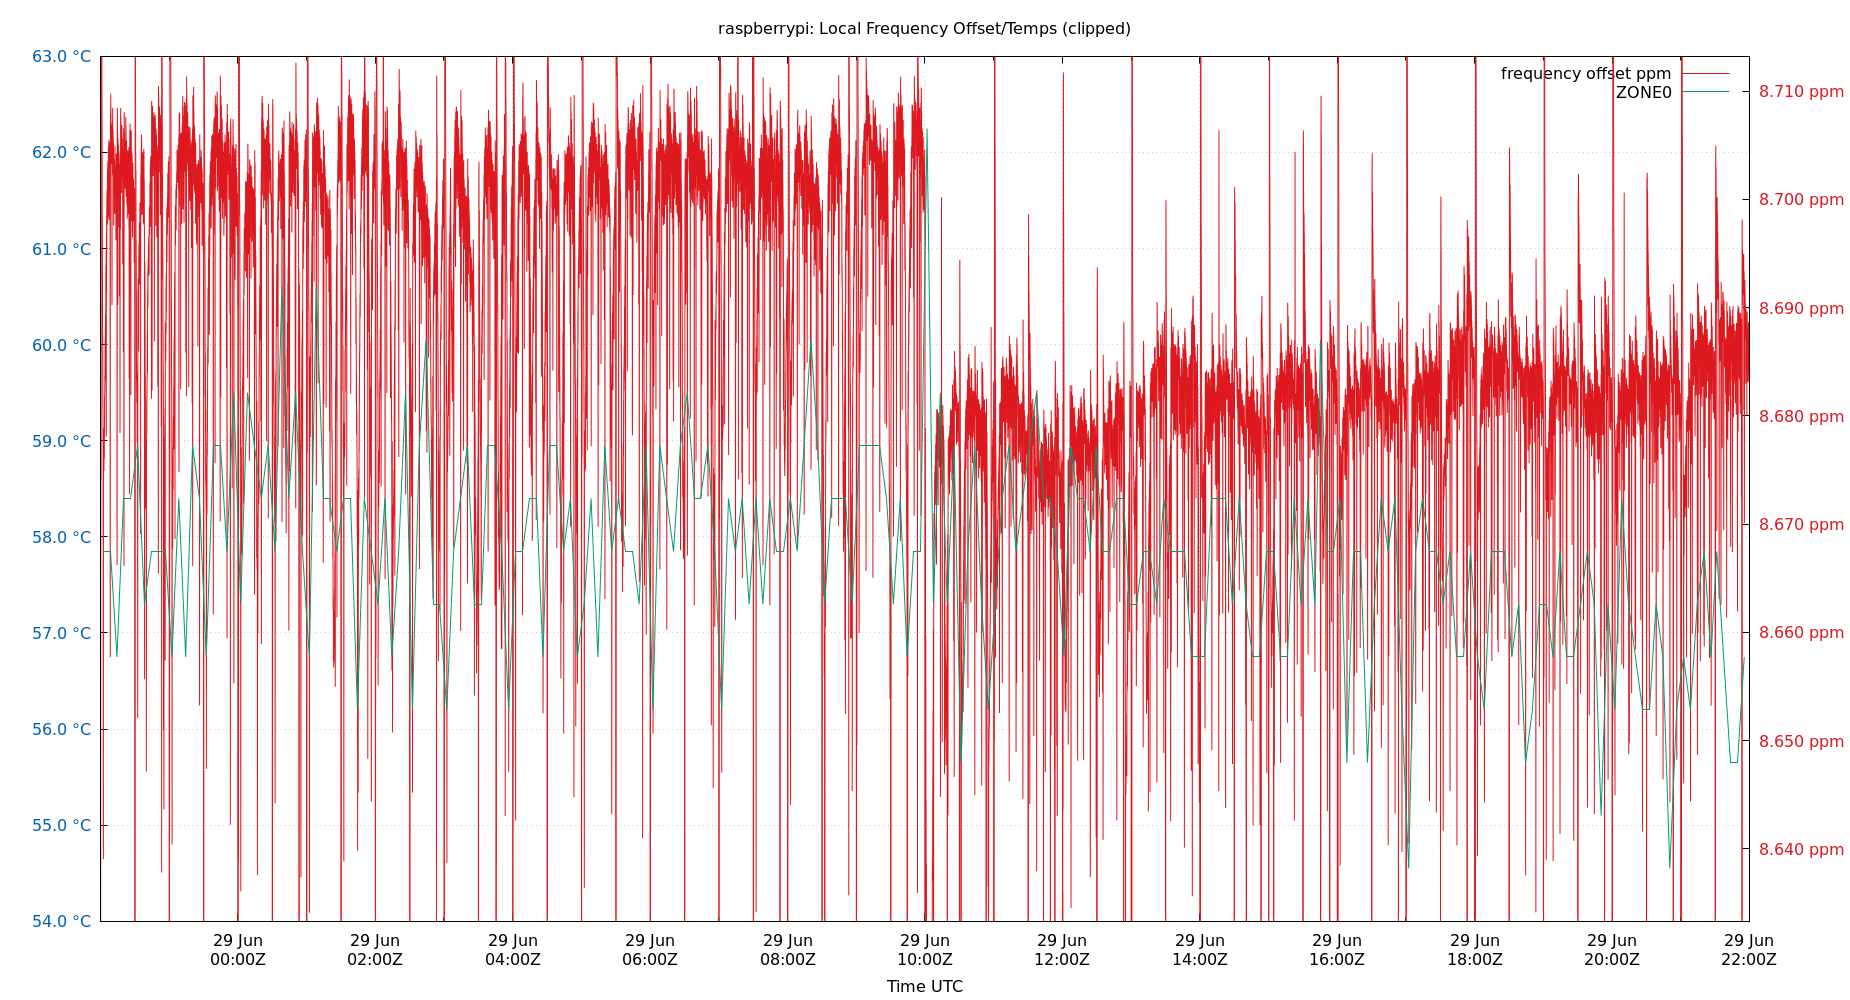 raspberrypi: Local Frequency Offset/Temps (clipped)
63.0 °C
62.0 °C
61.0 °C
60.0 °C
59.0 °C
58.0 °C
57.0 °C
56.0 °C
55.0 °C
54.0 °C
frequency offset ppm
ZONE0
8.710 ppm
8.700 ppm
8.690 ppm
8.680 ppm
8.670 ppm
8.660 ppm
8.650 ppm
8.640 ppm
29 Jun
00:00Z
29 Jun
02:00Z
29 Jun
04:00Z
29 Jun
06:00Z
29 Jun
08:00Z
29 Jun
10:00Z
29 Jun
12:00Z
29 Jun
14:00Z
29 Jun
16:00Z
29 Jun
18:00Z
29 Jun
20:00Z
29 Jun
22:00Z
Time UTC